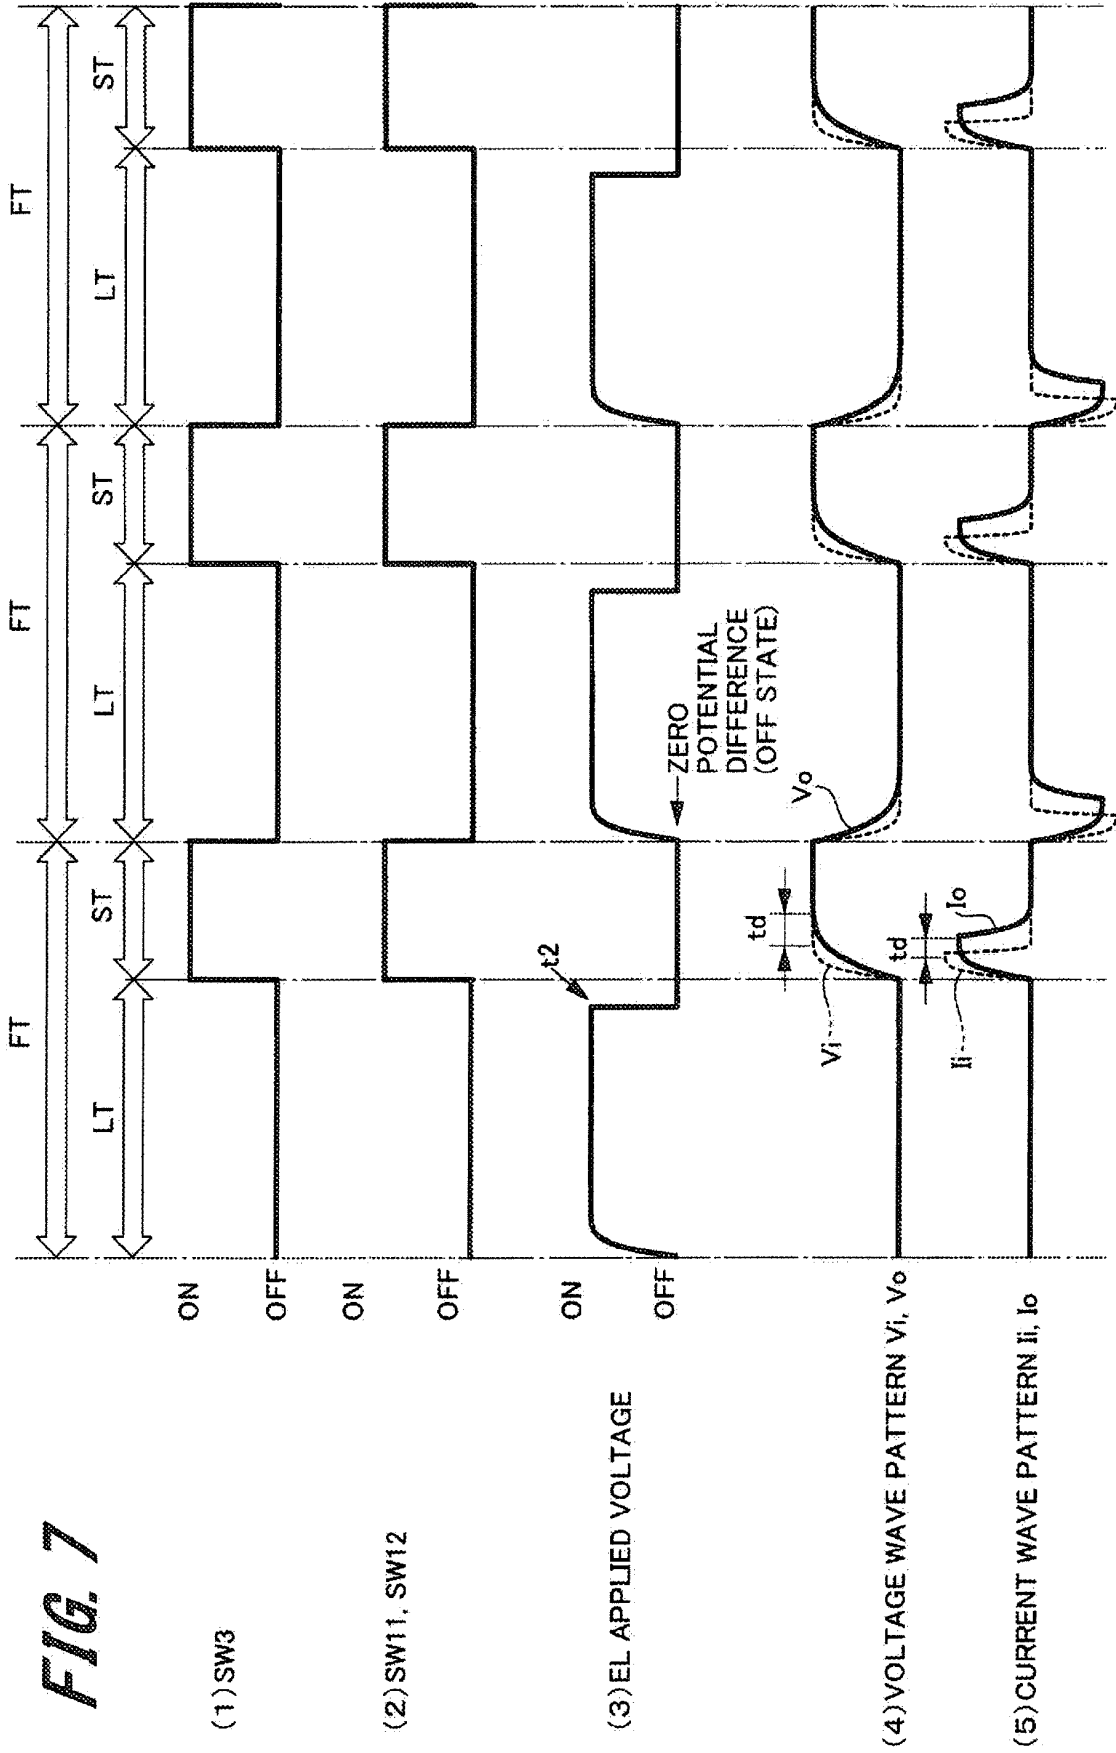 FIG. 7
FT
FT
FT
LT
ST
LT
ST
LT
ST
(1)SW3
ON
OFF
(2)SW11, SW12
ON
OFF
(3)EL APPLIED VOLTAGE
ON
OFF
t2
ZERO
POTENTIAL
DIFFERENCE
(OFF STATE)
(4)VOLTAGE WAVE PATTERN Vi, Vo
Vi
td
Vo
(5)CURRENT WAVE PATTERN Ii, Io
Ii
td
Io